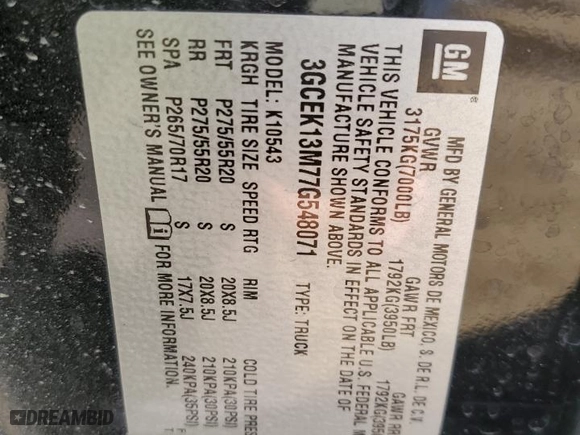 GM
®
MFD BY GENERAL MOTORS DE MEXICO, S. DE R.L. DE C.V.
GVWR GAWR FRT GAWR RR
3175KG(7000LB) 1792KG(3950LB) 1792KG(3950
THIS VEHICLE CONFORMS TO ALL APPLICABLE U.S. FEDERAL
VEHICLE SAFETY STANDARDS IN EFFECT ON THE DATE OF
MANUFACTURE SHOWN ABOVE.
3GCEK13M77G548071 TYPE: TRUCK
MODEL: K10543
KRGH TIRE SIZE SPEED RTG RIM COLD TIRE PRES
FRT P275/55R20 S 20X8.5J 210KPA(30PSI)
RR P275/55R20 S 20X8.5J 210KPA(30PSI)
SPA P265/70R17 S 17X7.5J 240KPA(35PSI)
SEE OWNER'S MANUAL i FOR MORE INFORMATION.
DREAMBID